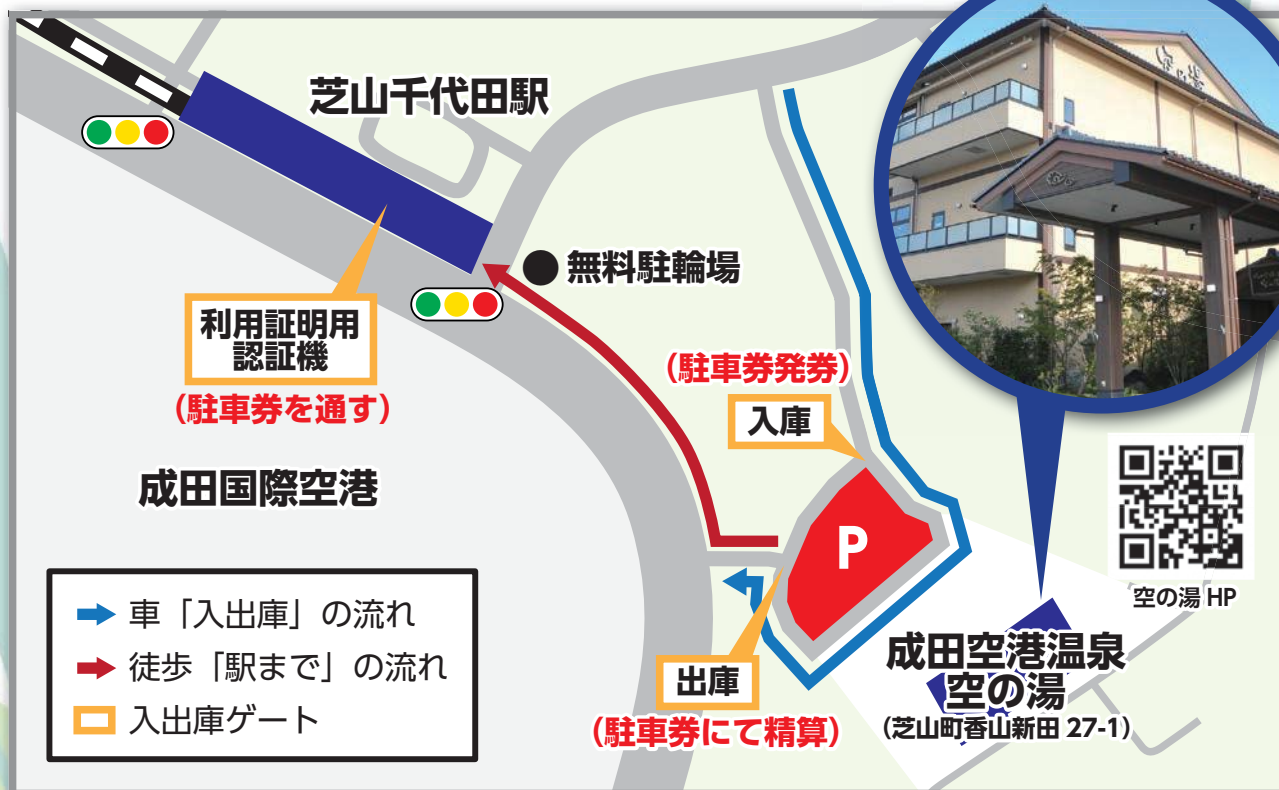 芝山千代田駅
無料駐輪場
利用証明用
認証機
(駐車券を通す)
成田国際空港
(駐車券発券)
入庫
P
出庫
(駐車券にて精算)
空の湯 HP
成田空港温泉
空の湯
(芝山町香山新田 27-1)
車「入出庫」の流れ
徒歩「駅まで」の流れ
入出庫ゲート